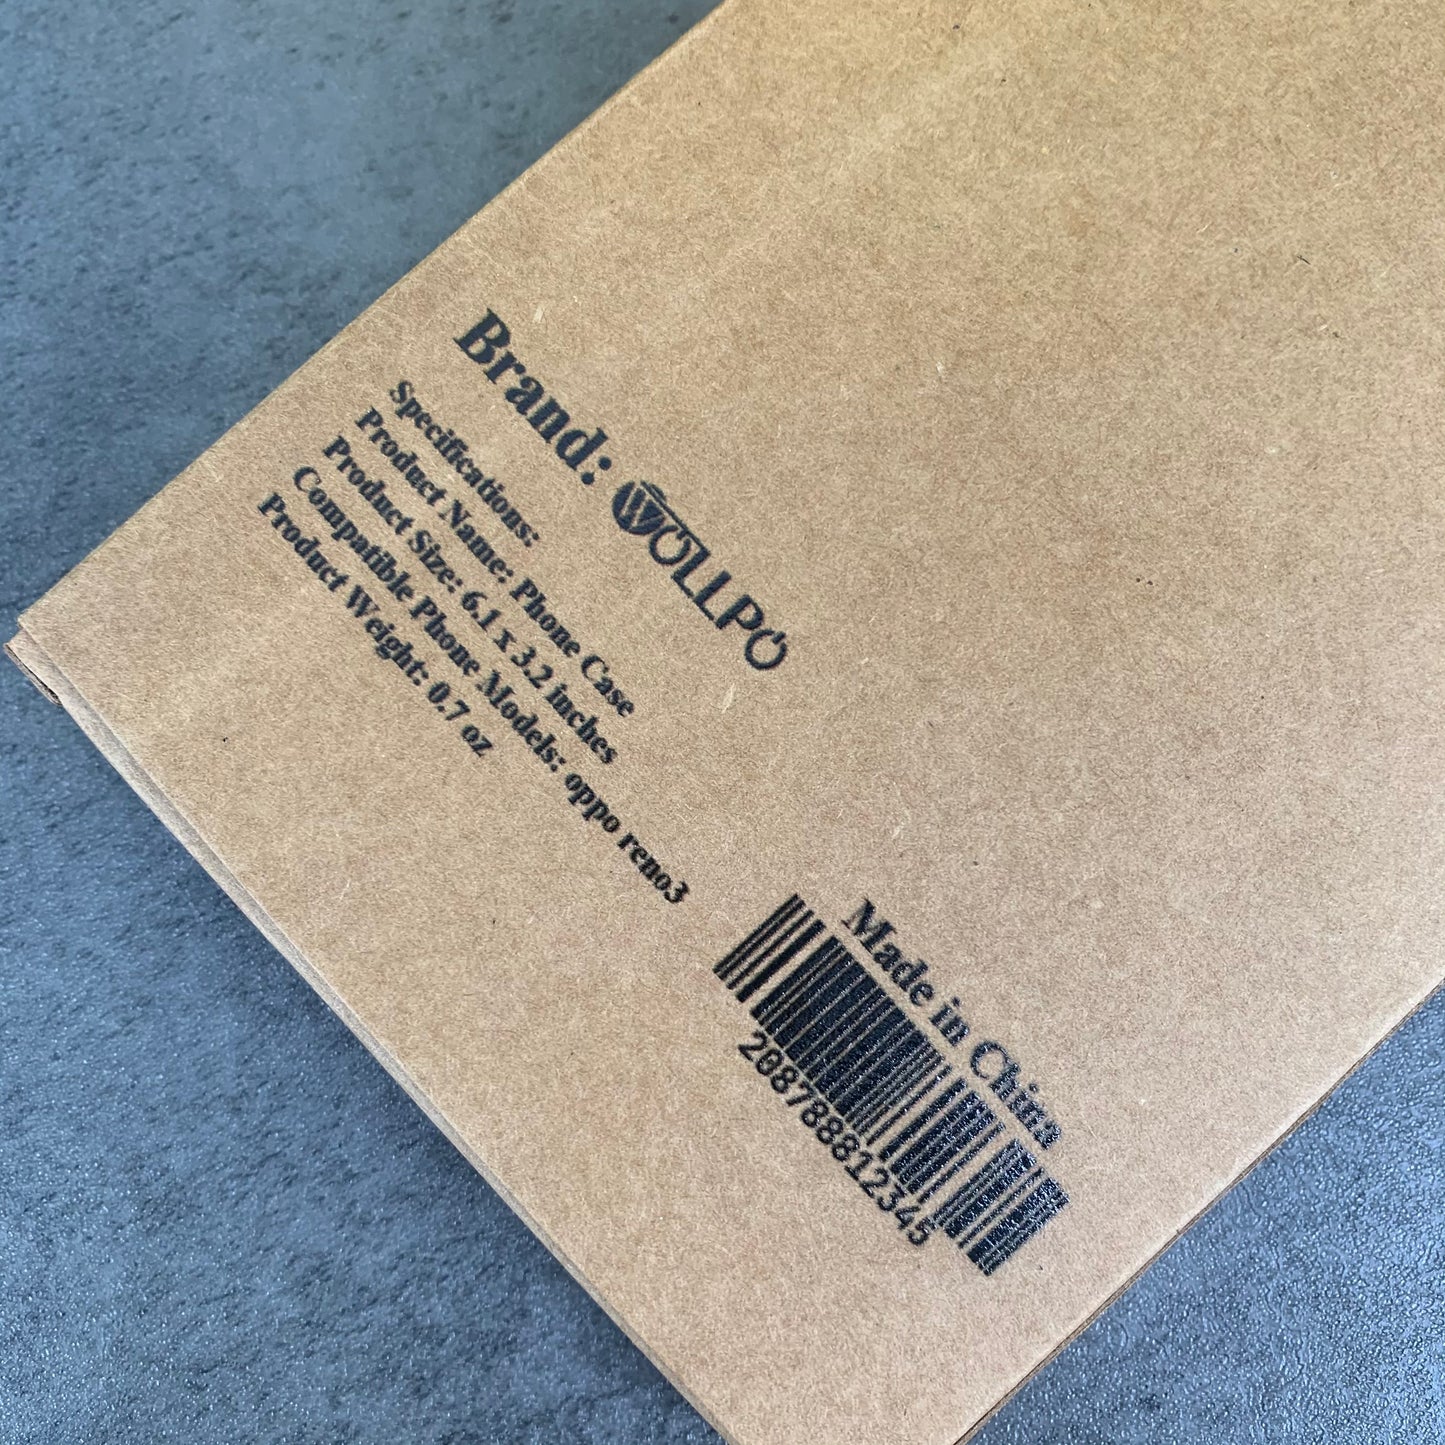 Brand: WOLLPO
Specifications:
Product Name: Phone Case
Product Size: 6.1 x 3.2 inches
Compatible Phone Models: oppo reno3
Product Weight: 0.7 oz
Made in China
2087888812345